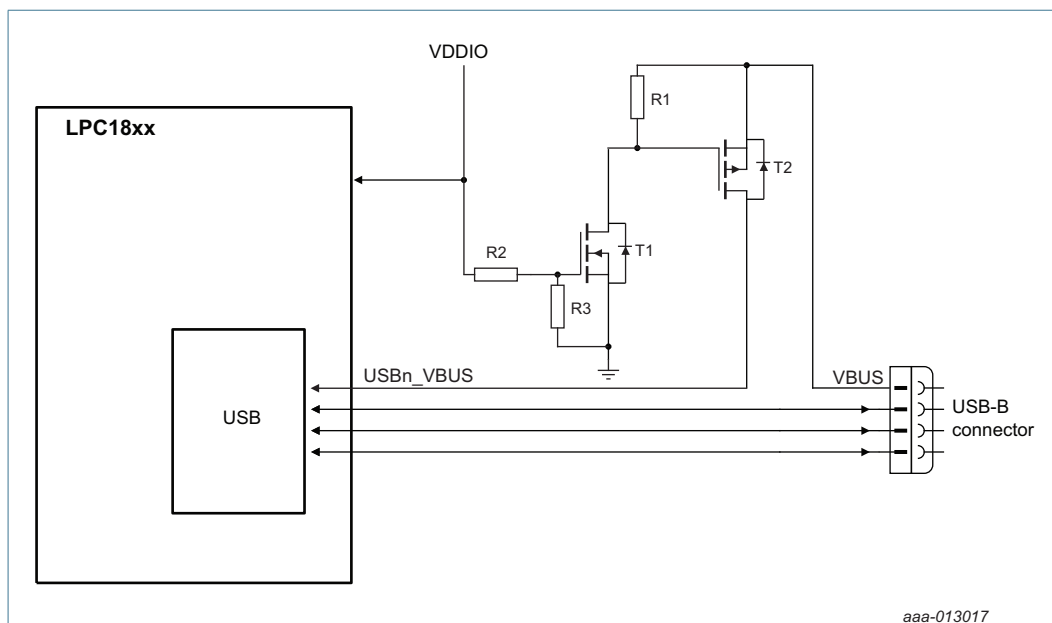 VDDIO
LPC18xx
R1
T2
T1
R2
R3
USBn_VBUS
VBUS
USB
USB-B
connector
aaa-013017